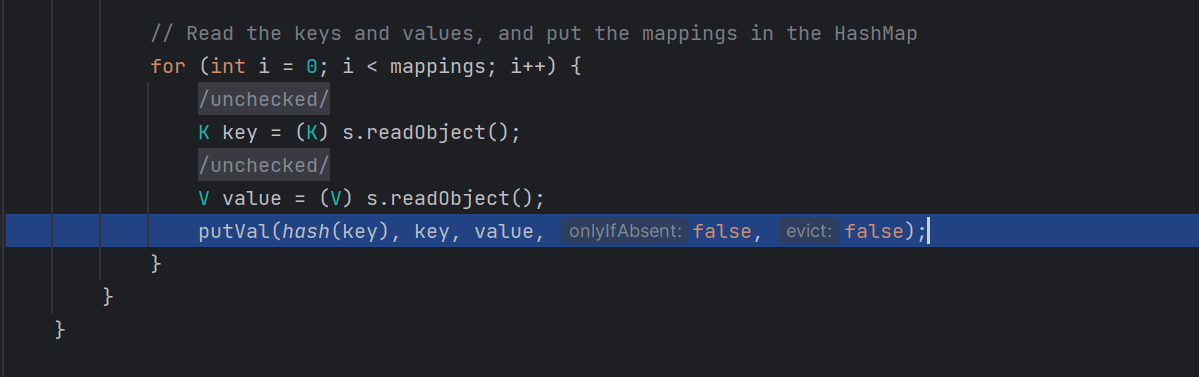 // Read the keys and values, and put the mappings in the HashMap
for (int i = 0; i < mappings; i++) {
/unchecked/
K key = (K) s.readObject();
/unchecked/
V value = (V) s.readObject();
putVal(hash(key), key, value, onlyIfAbsent: false, evict: false);
}
}
}